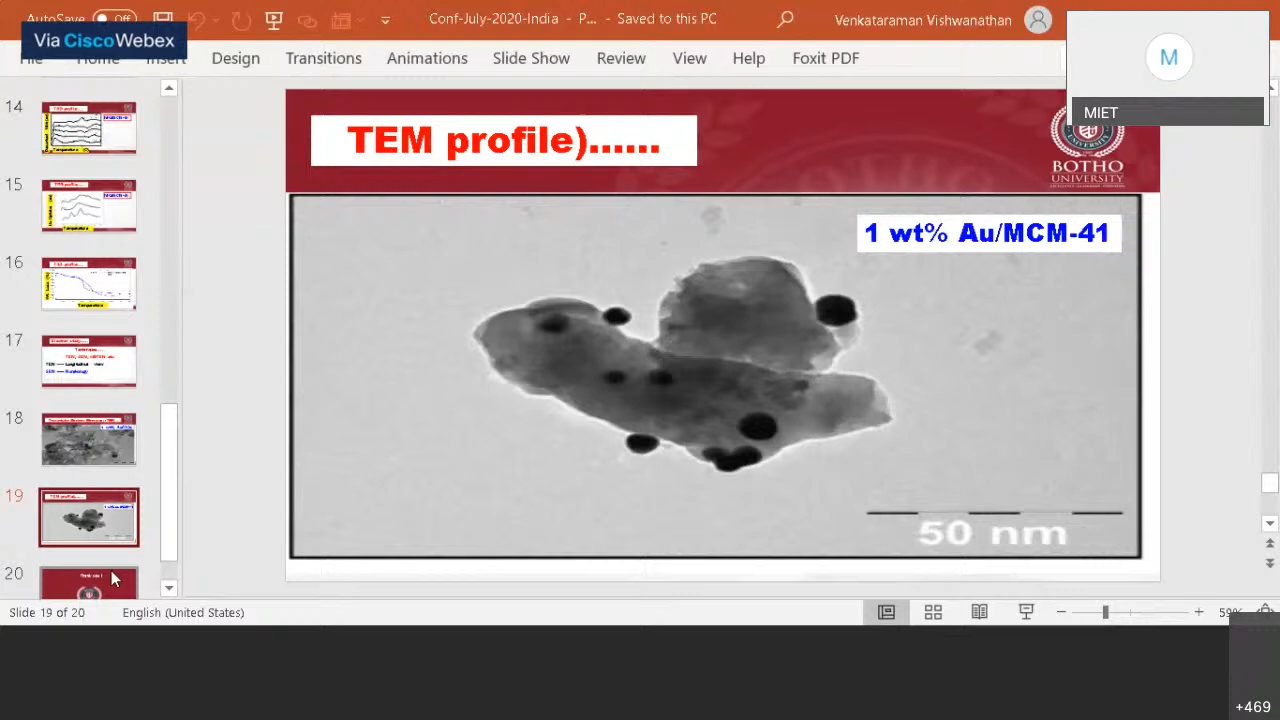 AutoSave Off
Conf-July-2020-India - P... - Saved to this PC
Venkataraman Vishwanathan
Via Cisco Webex
File Home Insert Design Transitions Animations Slide Show Review View Help Foxit PDF
M
MIET
14
15
16
17
18
19
20
TEM profile)......
BOTHO
UNIVERSITY
1 wt% Au/MCM-41
50 nm
Thank you !
Slide 19 of 20
English (United States)
59%
+469